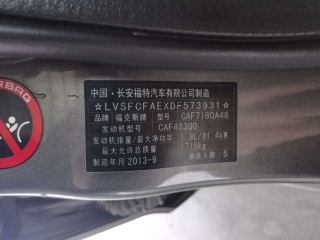 RBAG
中国·长安福特汽车有限公司制造
☆LVSFCFAEXDF573931☆
品牌 福克斯牌 型号 CAF7180A48
发动机型号 CAF483Q0
发动机排量/最大净功率 1.8L/91.4kW
最大允许总质量 1715kg
制造年月 2013-9 乘坐人数 5